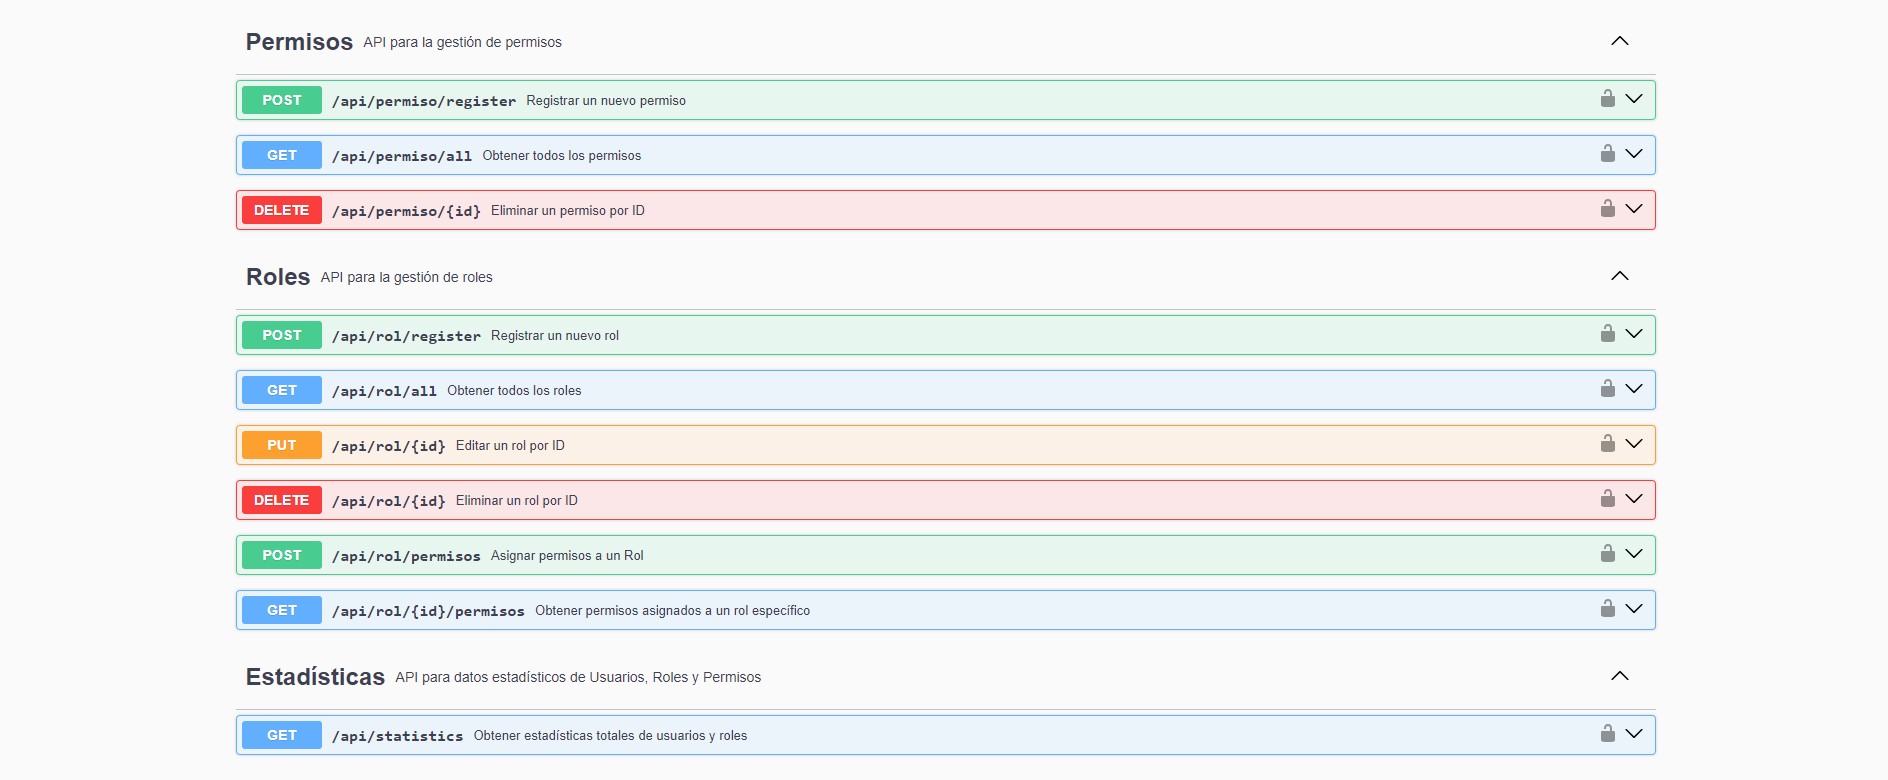 Permisos API para la gestión de permisos
POST /api/permiso/register Registrar un nuevo permiso
GET /api/permiso/all Obtener todos los permisos
DELETE /api/permiso/{id} Eliminar un permiso por ID
Roles API para la gestión de roles
POST /api/rol/register Registrar un nuevo rol
GET /api/rol/all Obtener todos los roles
PUT /api/rol/{id} Editar un rol por ID
DELETE /api/rol/{id} Eliminar un rol por ID
POST /api/rol/permisos Asignar permisos a un Rol
GET /api/rol/{id}/permisos Obtener permisos asignados a un rol específico
Estadísticas API para datos estadísticos de Usuarios, Roles y Permisos
GET /api/statistics Obtener estadísticas totales de usuarios y roles